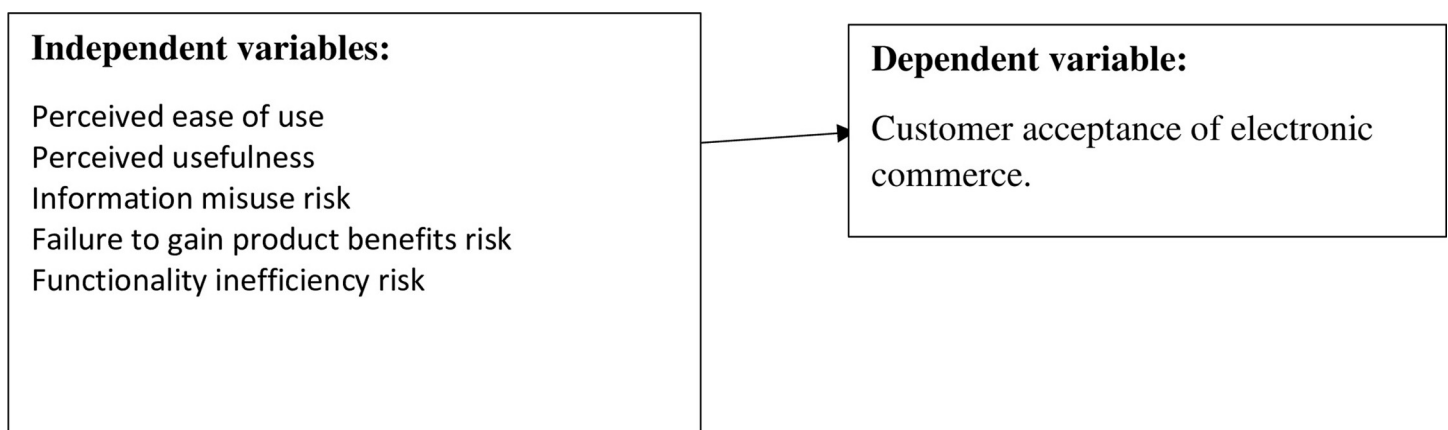 Independent variables:
Perceived ease of use
Perceived usefulness
Information misuse risk
Failure to gain product benefits risk
Functionality inefficiency risk
Dependent variable:
Customer acceptance of electronic
commerce.